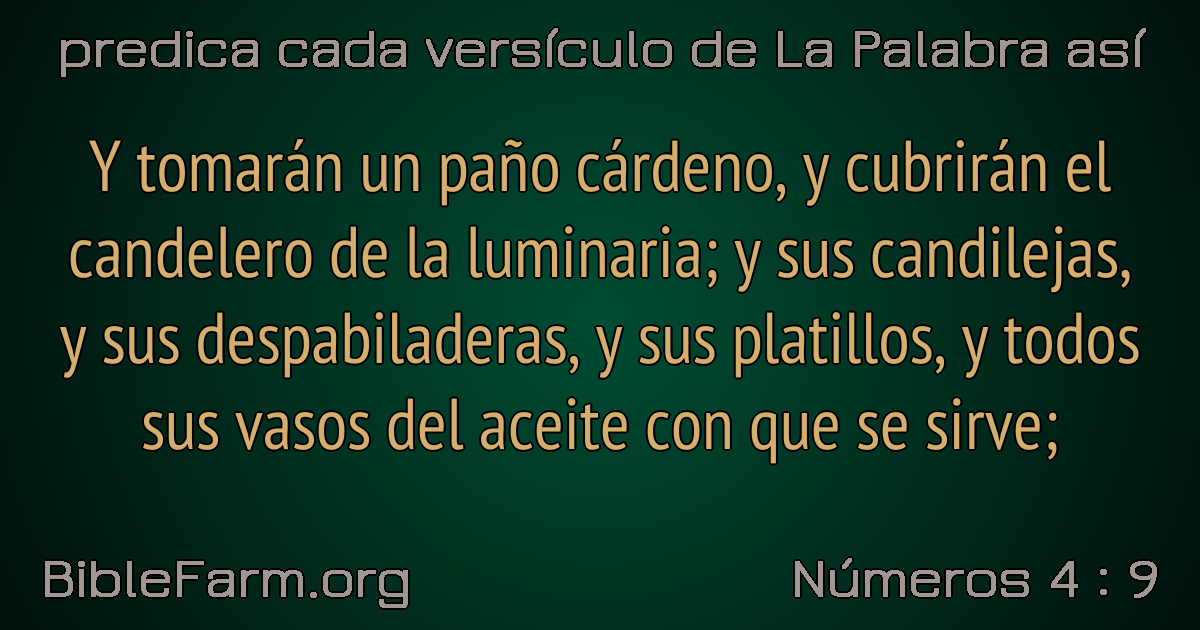 predica cada versículo de La Palabra así
Y tomarán un paño cárdeno, y cubrirán el
candelero de la luminaria; y sus candilejas,
y sus despabiladeras, y sus platillos, y todos
sus vasos del aceite con que se sirve;
BibleFarm.org
Números 4 : 9